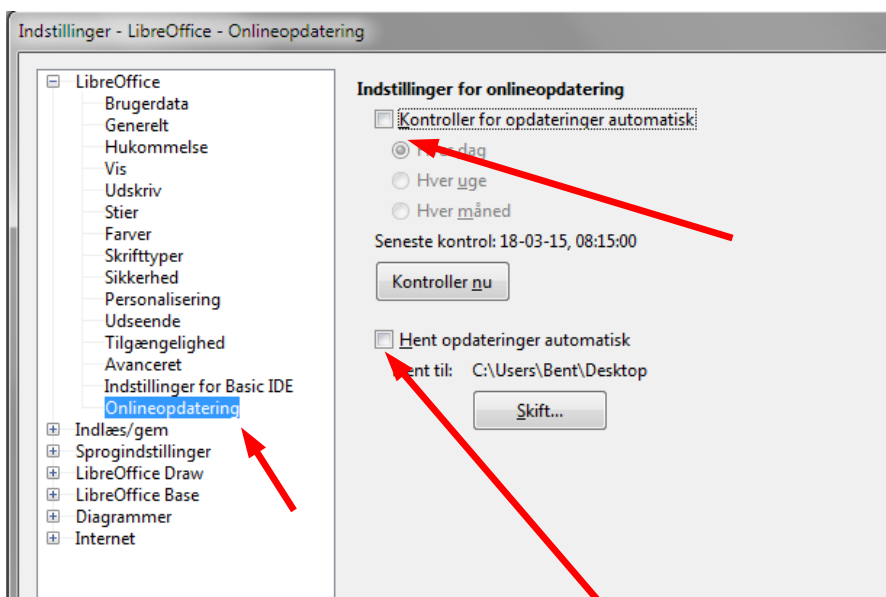 Indstillinger - LibreOffice - Onlineopdatering
LibreOffice
Brugerdata
Generelt
Hukommelse
Vis
Udskriv
Stier
Farver
Skrifttyper
Sikkerhed
Personalisering
Udseende
Tilgængelighed
Avanceret
Indstillinger for Basic IDE
Onlineopdatering
Indlæs/gem
Sprogindstillinger
LibreOffice Draw
LibreOffice Base
Diagrammer
Internet
Indstillinger for onlineopdatering
Kontroller for opdateringer automatisk
dag
Hver uge
Hver måned
Seneste kontrol: 18-03-15, 08:15:00
Kontroller nu
Hent opdateringer automatisk
til: C:\Users\Bent\Desktop
Skift...